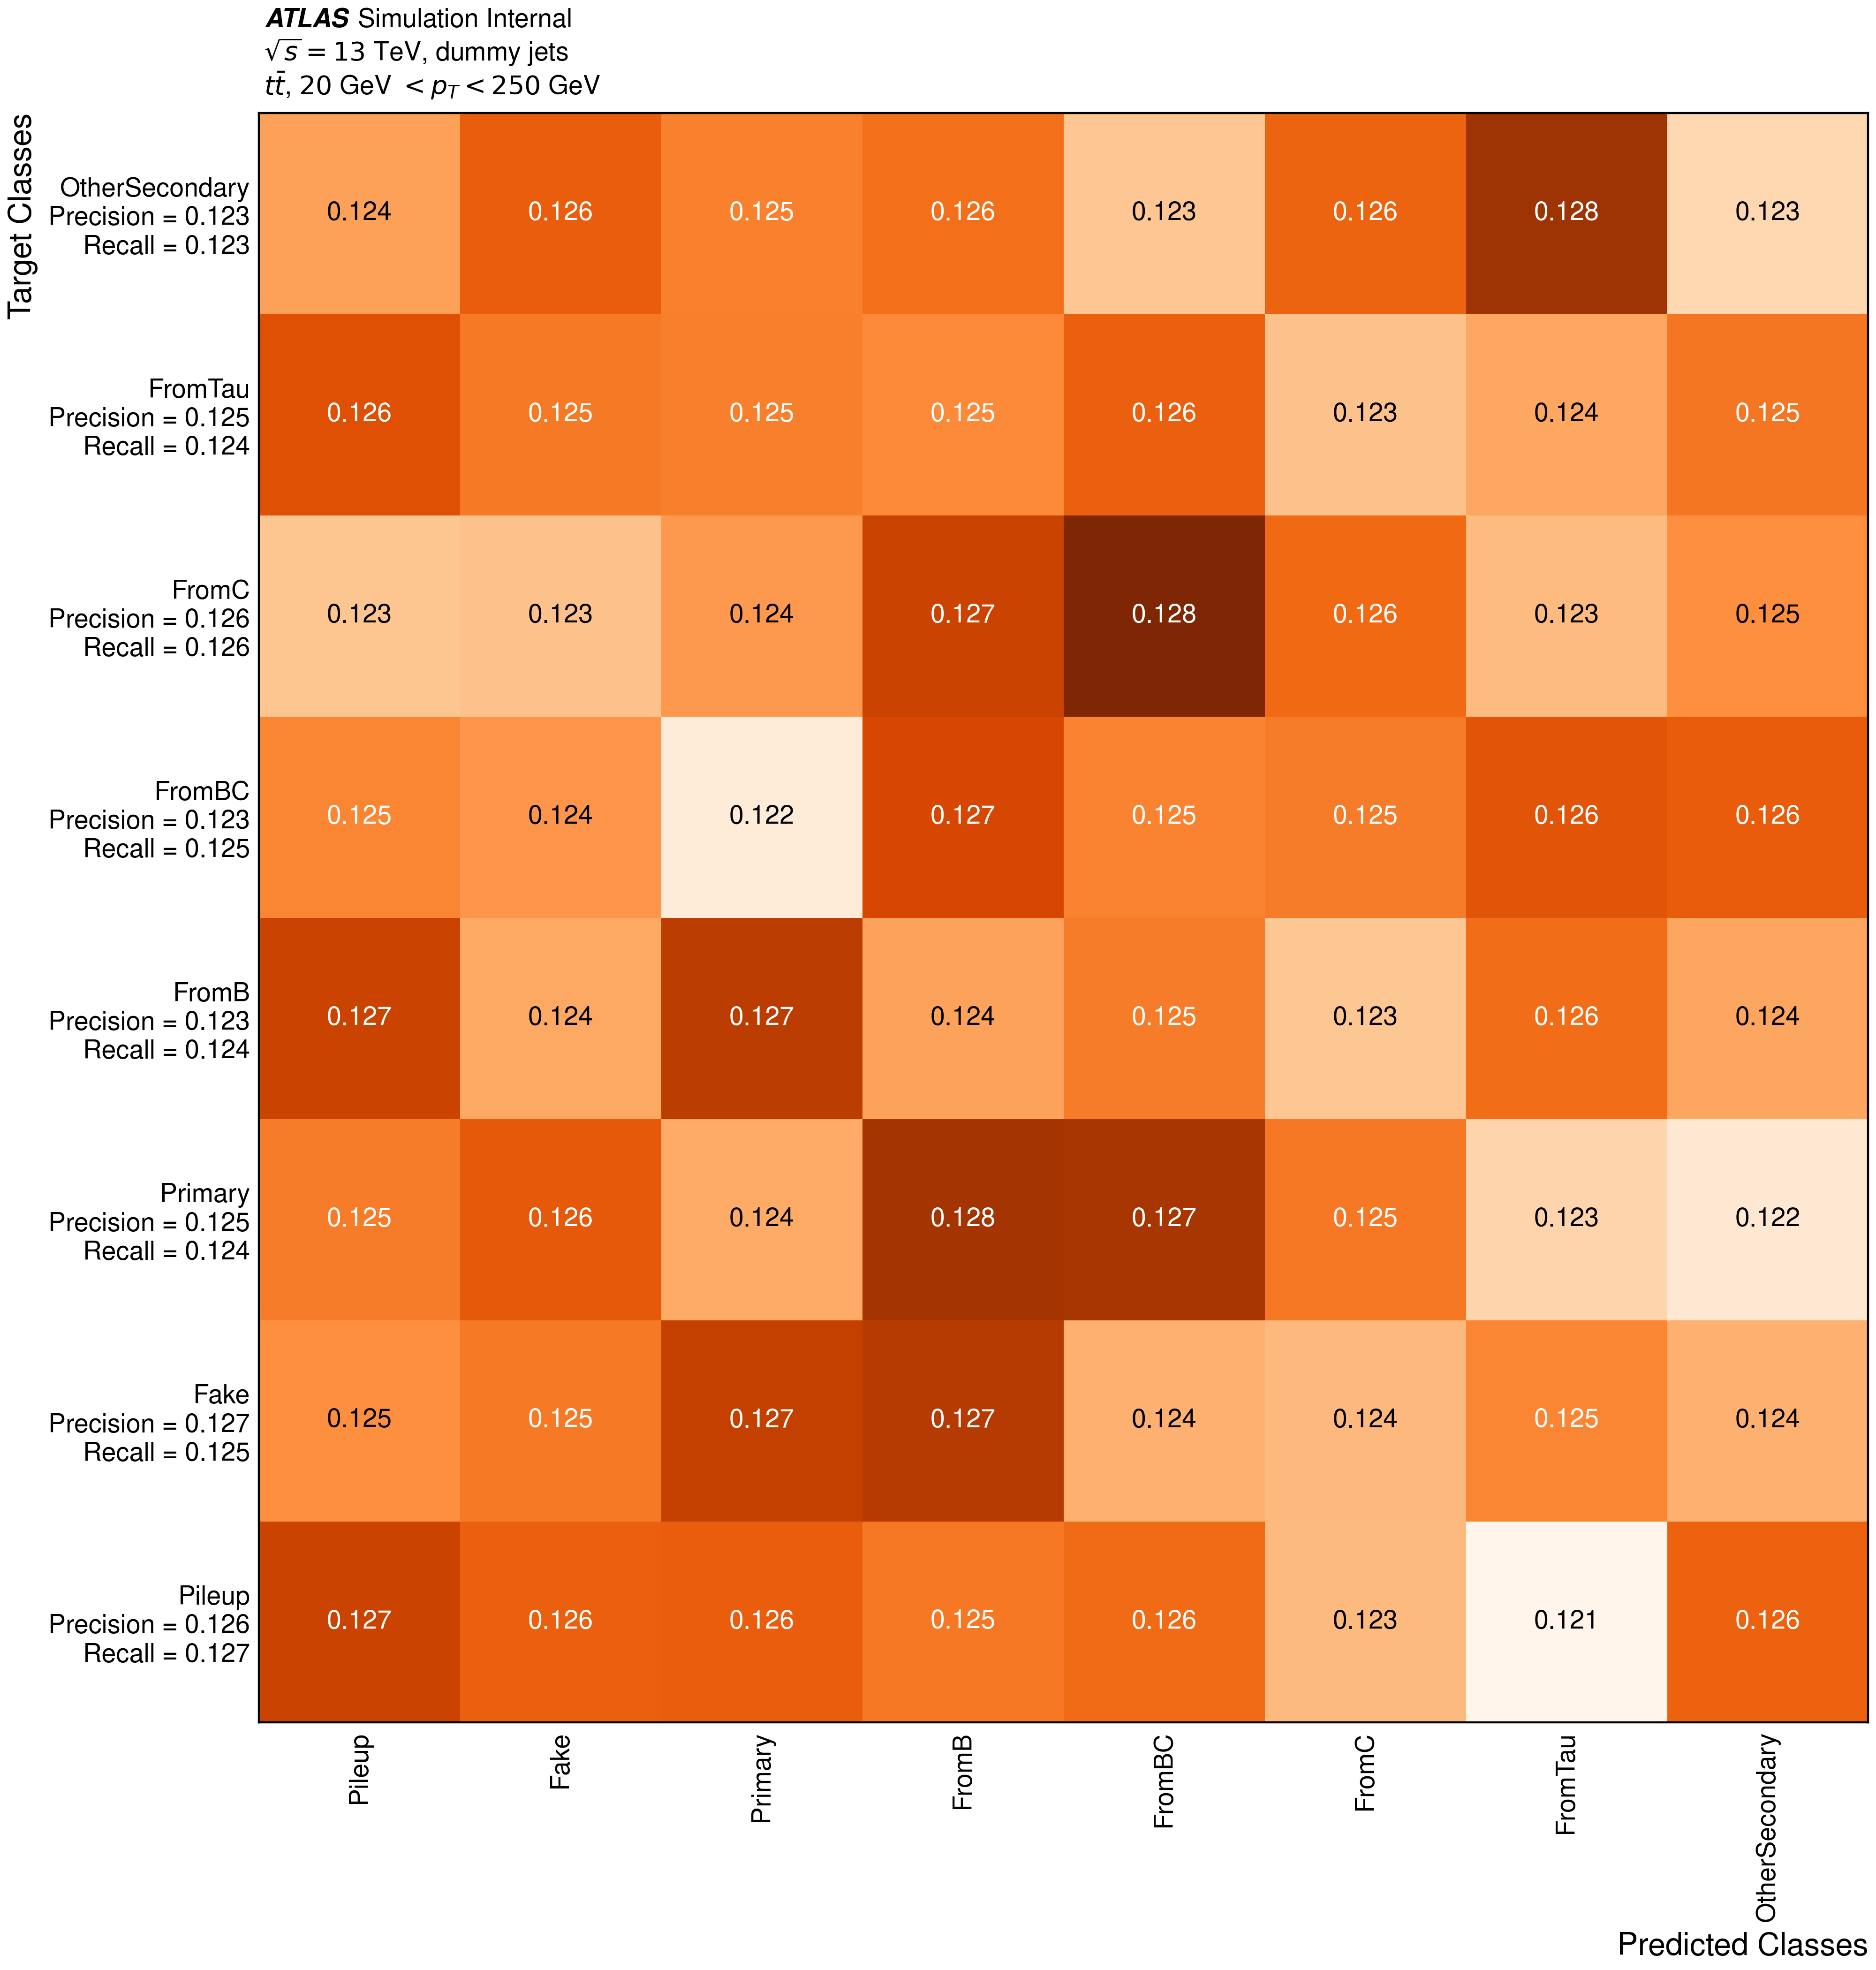 ATLAS Simulation Internal
√s = 13 TeV, dummy jets
tt̄, 20 GeV < p_T < 250 GeV
Target Classes
OtherSecondary
Precision = 0.123
Recall = 0.123
0.124 0.126 0.125 0.126 0.123 0.126 0.128 0.123
FromTau
Precision = 0.125
Recall = 0.124
0.126 0.125 0.125 0.125 0.126 0.123 0.124 0.125
FromC
Precision = 0.126
Recall = 0.126
0.123 0.123 0.124 0.127 0.128 0.126 0.123 0.125
FromBC
Precision = 0.123
Recall = 0.125
0.125 0.124 0.122 0.127 0.125 0.125 0.126 0.126
FromB
Precision = 0.123
Recall = 0.124
0.127 0.124 0.127 0.124 0.125 0.123 0.126 0.124
Primary
Precision = 0.125
Recall = 0.124
0.125 0.126 0.124 0.128 0.127 0.125 0.123 0.122
Fake
Precision = 0.127
Recall = 0.125
0.125 0.125 0.127 0.127 0.124 0.124 0.125 0.124
Pileup
Precision = 0.126
Recall = 0.127
0.127 0.126 0.126 0.125 0.126 0.123 0.121 0.126
Pileup
Fake
Primary
FromB
FromBC
FromC
FromTau
OtherSecondary
Predicted Classes